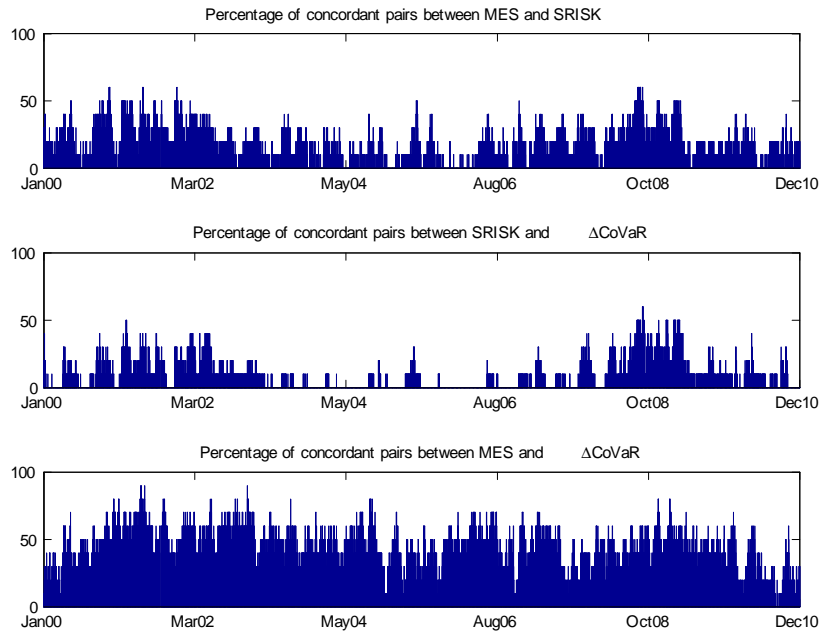 Percentage of concordant pairs between MES and SRISK
100
50
0
Jan00 Mar02 May04 Aug06 Oct08 Dec10
Percentage of concordant pairs between SRISK and ΔCoVaR
100
50
0
Jan00 Mar02 May04 Aug06 Oct08 Dec10
Percentage of concordant pairs between MES and ΔCoVaR
100
50
0
Jan00 Mar02 May04 Aug06 Oct08 Dec10